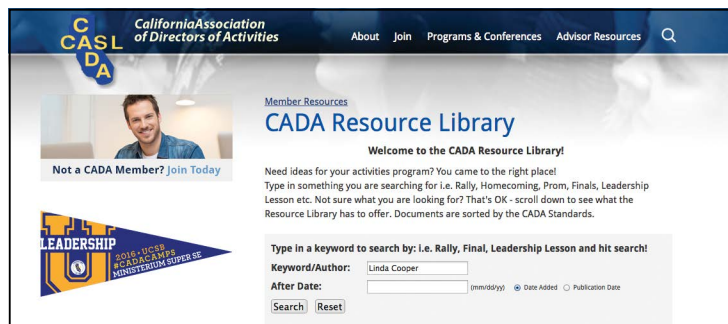 C
CASL
D
A
CaliforniaAssociation
of Directors of Activities
About Join Programs & Conferences Advisor Resources
Member Resources
CADA Resource Library
Not a CADA Member? Join Today
Welcome to the CADA Resource Library!
Need ideas for your activities program? You came to the right place!
Type in something you are searching for i.e. Rally, Homecoming, Prom, Finals, Leadership
Lesson etc. Not sure what you are looking for? That's OK - scroll down to see what the
Resource Library has to offer. Documents are sorted by the CADA Standards.
U
LEADERSHIP
2016 • UCSB
#CADACAMPS
MINISTERIUM SUPER SE
Type in a keyword to search by: i.e. Rally, Final, Leadership Lesson and hit search!
Keyword/Author: Linda Cooper
After Date: (mm/dd/yy) Date Added Publication Date
Search Reset